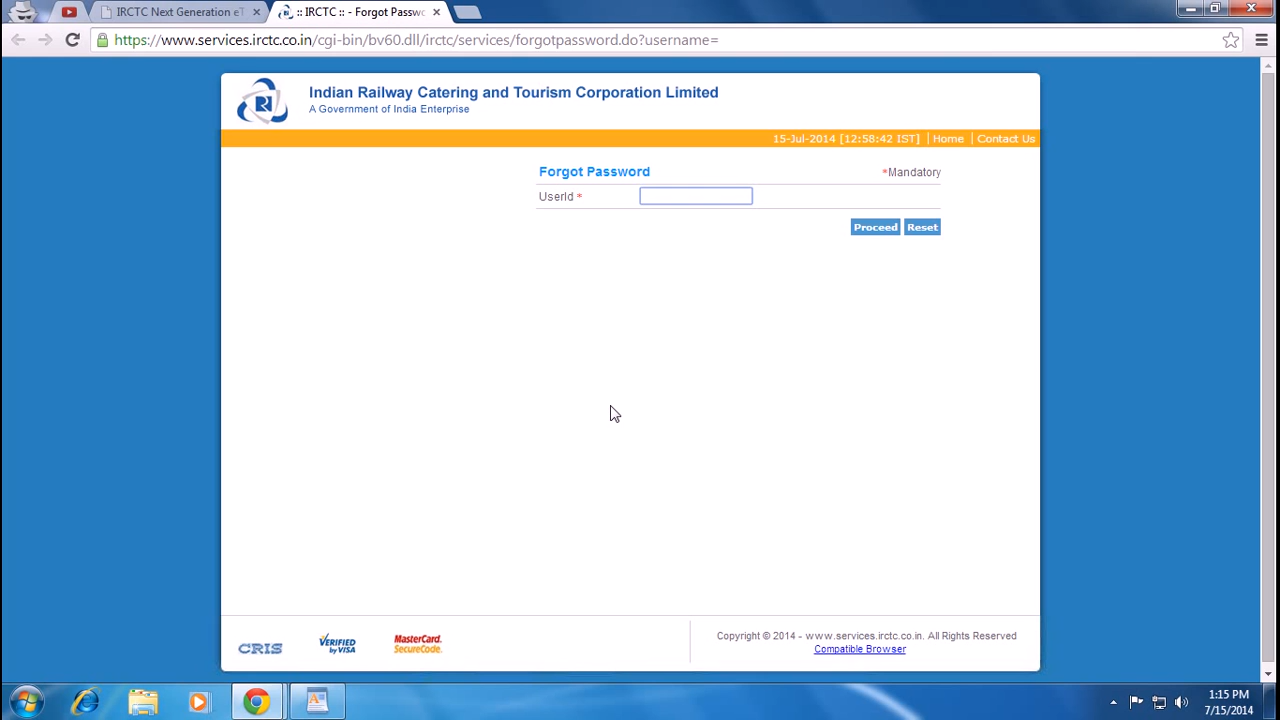 IRCTC Next Generation eT
:: IRCTC :: - Forgot Passwo
https://www.services.irctc.co.in/cgi-bin/bv60.dll/irctc/services/forgotpassword.do?username=
Indian Railway Catering and Tourism Corporation Limited
A Government of India Enterprise
15-Jul-2014 [12:58:42 IST] | Home | Contact Us
Forgot Password *Mandatory
UserId *
Proceed Reset
CRIS
VERIFIED by VISA
MasterCard. SecureCode.
Copyright © 2014 - www.services.irctc.co.in. All Rights Reserved
Compatible Browser
1:15 PM
7/15/2014